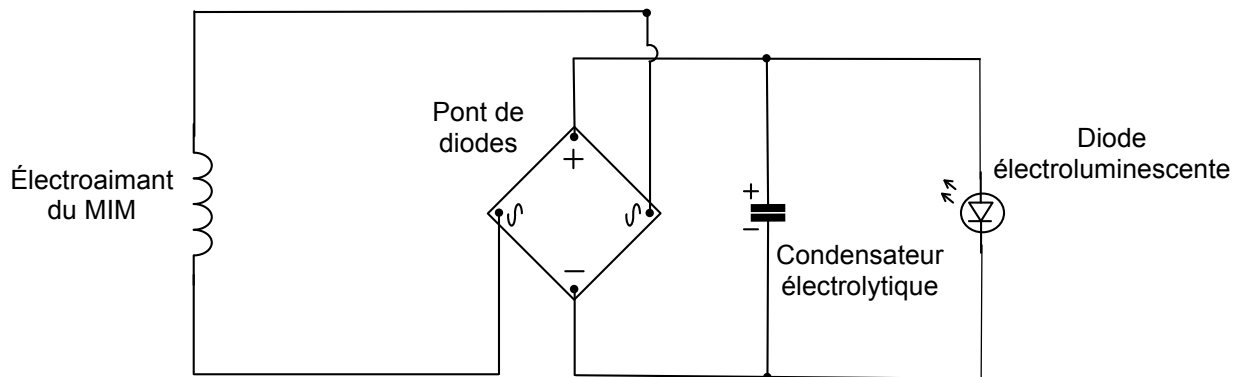 Pont de
diodes
Diode
électroluminescente
Électroaimant
du MIM
+
+
−
−
Condensateur
électrolytique